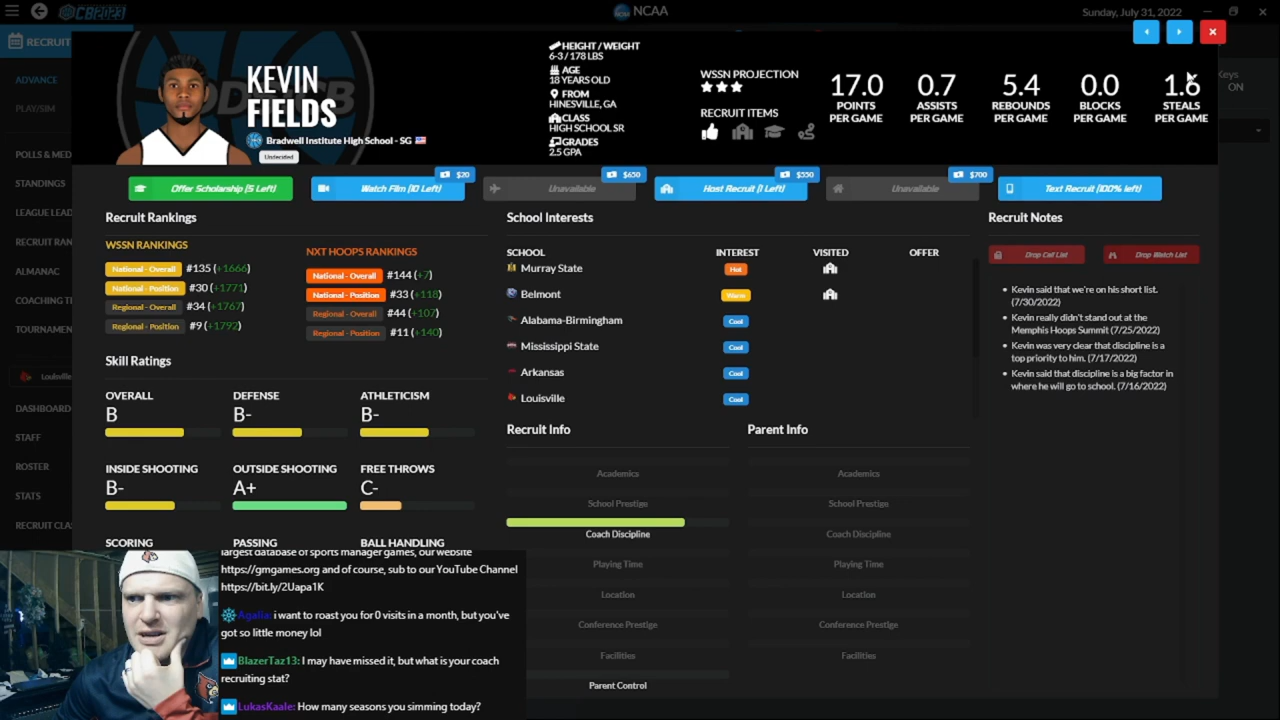 CB2023
NCAA
Sunday, July 31, 2022
RECRUIT
Keys
ADVANCE
ON
PLAY/SIM
POLLS & MED
STANDINGS
LEAGUE LEAD
RECRUIT RAN
ALMANAC
COACHING T
TOURNAMEN
Louisville
DASHBOARD
STAFF
ROSTER
STATS
RECRUIT CLA
KEVIN
FIELDS
Bradwell Institute High School - SG
Undecided
HEIGHT / WEIGHT
6-3 / 178 LBS
AGE
18 YEARS OLD
FROM
HINESVILLE, GA
CLASS
HIGH SCHOOL SR
GRADES
2.5 GPA
WSSN PROJECTION
RECRUIT ITEMS
17.0 0.7 5.4 0.0 1.6
POINTS ASSISTS REBOUNDS BLOCKS STEALS
PER GAME PER GAME PER GAME PER GAME PER GAME
$20 $650 $550 $700
Offer Scholarship (5 Left) Watch Film (10 Left) Unavailable Host Recruit (1 Left) Unavailable Text Recruit (100% left)
Recruit Rankings
WSSN RANKINGS
National - Overall #135 (+1666)
National - Position #30 (+1771)
Regional - Overall #34 (+1767)
Regional - Position #9 (+1792)
NXT HOOPS RANKINGS
National - Overall #144 (+7)
National - Position #33 (+118)
Regional - Overall #44 (+107)
Regional - Position #11 (+140)
Skill Ratings
OVERALL DEFENSE ATHLETICISM
B B- B-
INSIDE SHOOTING OUTSIDE SHOOTING FREE THROWS
B- A+ C-
SCORING PASSING BALL HANDLING
School Interests
SCHOOL INTEREST VISITED OFFER
Murray State Hot
Belmont Warm
Alabama-Birmingham Cool
Mississippi State Cool
Arkansas Cool
Louisville Cool
Recruit Info
Academics
School Prestige
Coach Discipline
Playing Time
Location
Conference Prestige
Facilities
Parent Control
Parent Info
Academics
School Prestige
Coach Discipline
Playing Time
Location
Conference Prestige
Facilities
Recruit Notes
Drop Call List Drop Watch List
Kevin said that we're on his short list.
(7/30/2022)
Kevin really didn't stand out at the
Memphis Hoops Summit (7/25/2022)
Kevin was very clear that discipline is a
top priority to him. (7/17/2022)
Kevin said that discipline is a big factor in
where he will go to school. (7/16/2022)
largest database of sports manager games, our website
https://gmgames.org and of course, sub to our YouTube Channel
https://bit.ly/2Uapa1K
Agalia: i want to roast you for 0 visits in a month, but you've
got so little money lol
BlazerTaz13: I may have missed it, but what is your coach
recruiting stat?
LukasKaale: How many seasons you simming today?